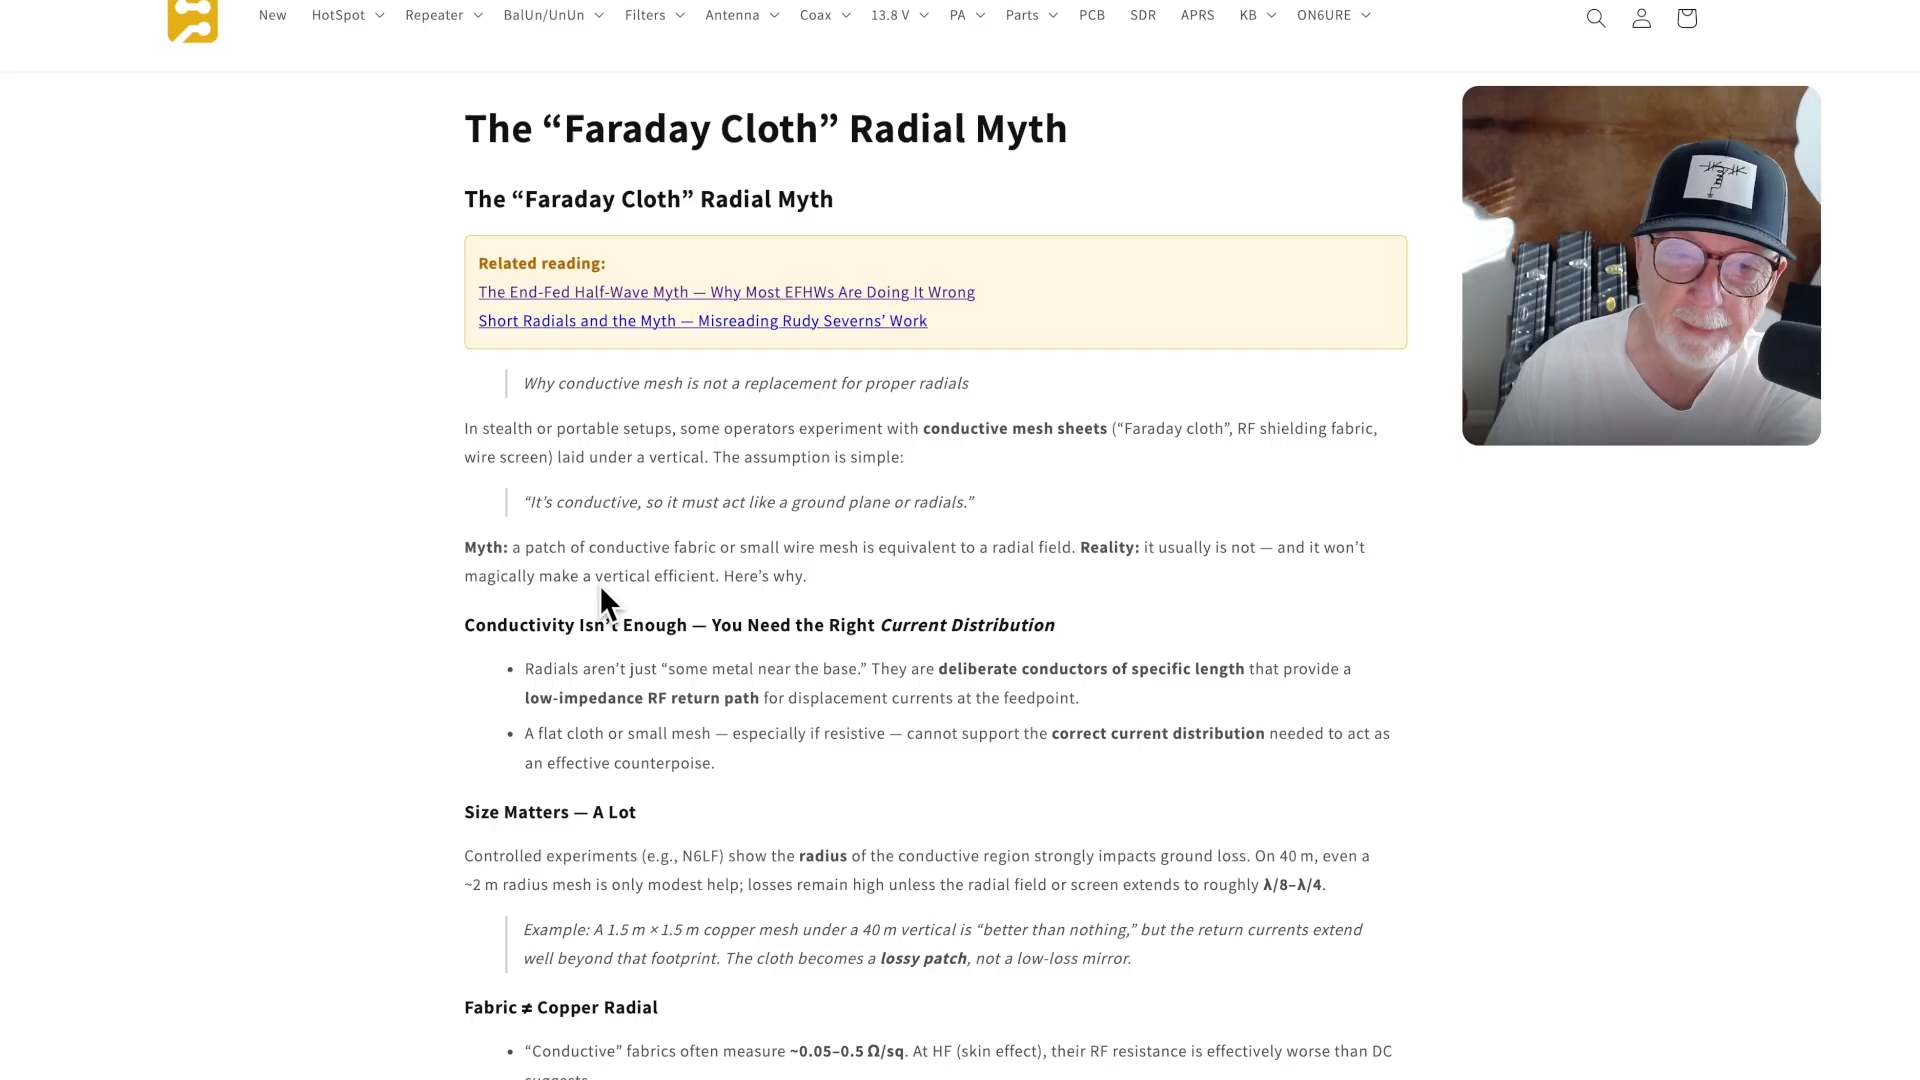 New HotSpot Repeater BalUn/UnUn Filters Antenna Coax 13.8 V PA Parts PCB SDR APRS KB ON6URE
The “Faraday Cloth” Radial Myth
The “Faraday Cloth” Radial Myth
Related reading:
The End-Fed Half-Wave Myth — Why Most EFHWs Are Doing It Wrong
Short Radials and the Myth — Misreading Rudy Severns’ Work
Why conductive mesh is not a replacement for proper radials
In stealth or portable setups, some operators experiment with conductive mesh sheets (“Faraday cloth”, RF shielding fabric,
wire screen) laid under a vertical. The assumption is simple:
“It’s conductive, so it must act like a ground plane or radials.”
Myth: a patch of conductive fabric or small wire mesh is equivalent to a radial field. Reality: it usually is not — and it won’t
magically make a vertical efficient. Here’s why.
Conductivity Isn’t Enough — You Need the Right Current Distribution
• Radials aren’t just “some metal near the base.” They are deliberate conductors of specific length that provide a
low-impedance RF return path for displacement currents at the feedpoint.
• A flat cloth or small mesh — especially if resistive — cannot support the correct current distribution needed to act as
an effective counterpoise.
Size Matters — A Lot
Controlled experiments (e.g., N6LF) show the radius of the conductive region strongly impacts ground loss. On 40 m, even a
~2 m radius mesh is only modest help; losses remain high unless the radial field or screen extends to roughly λ/8–λ/4.
Example: A 1.5 m × 1.5 m copper mesh under a 40 m vertical is “better than nothing,” but the return currents extend
well beyond that footprint. The cloth becomes a lossy patch, not a low-loss mirror.
Fabric ≠ Copper Radial
• “Conductive” fabrics often measure ~0.05–0.5 Ω/sq. At HF (skin effect), their RF resistance is effectively worse than DC
suggests.